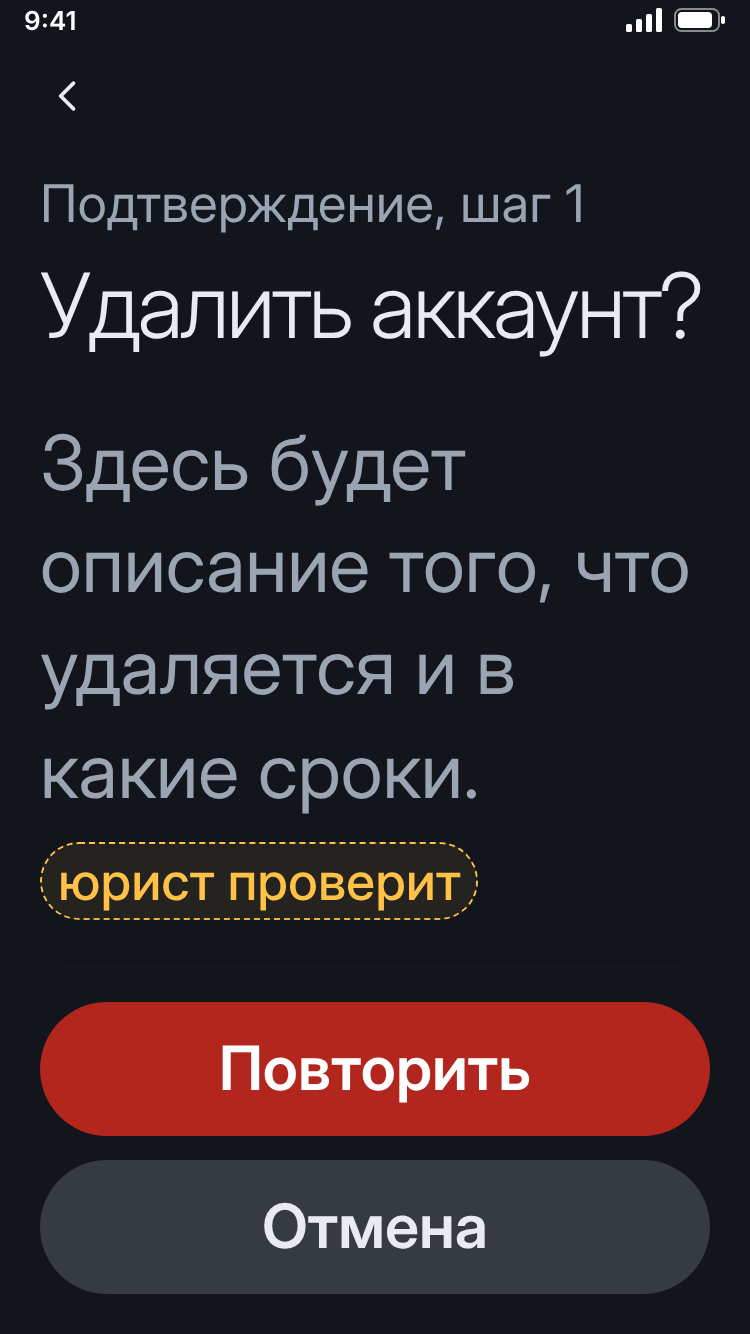 9:41
Подтверждение, шаг 1
Удалить аккаунт?
Здесь будет
описание того, что
удаляется и в
какие сроки.
юрист проверит
Повторить
Отмена